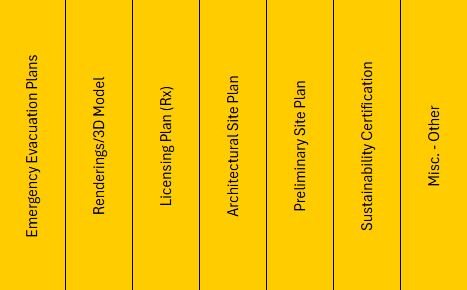 Emergency Evacuation Plans
Renderings/3D Model
Licensing Plan (Rx)
Architectural Site Plan
Preliminary Site Plan
Sustainability Certification
Misc. - Other